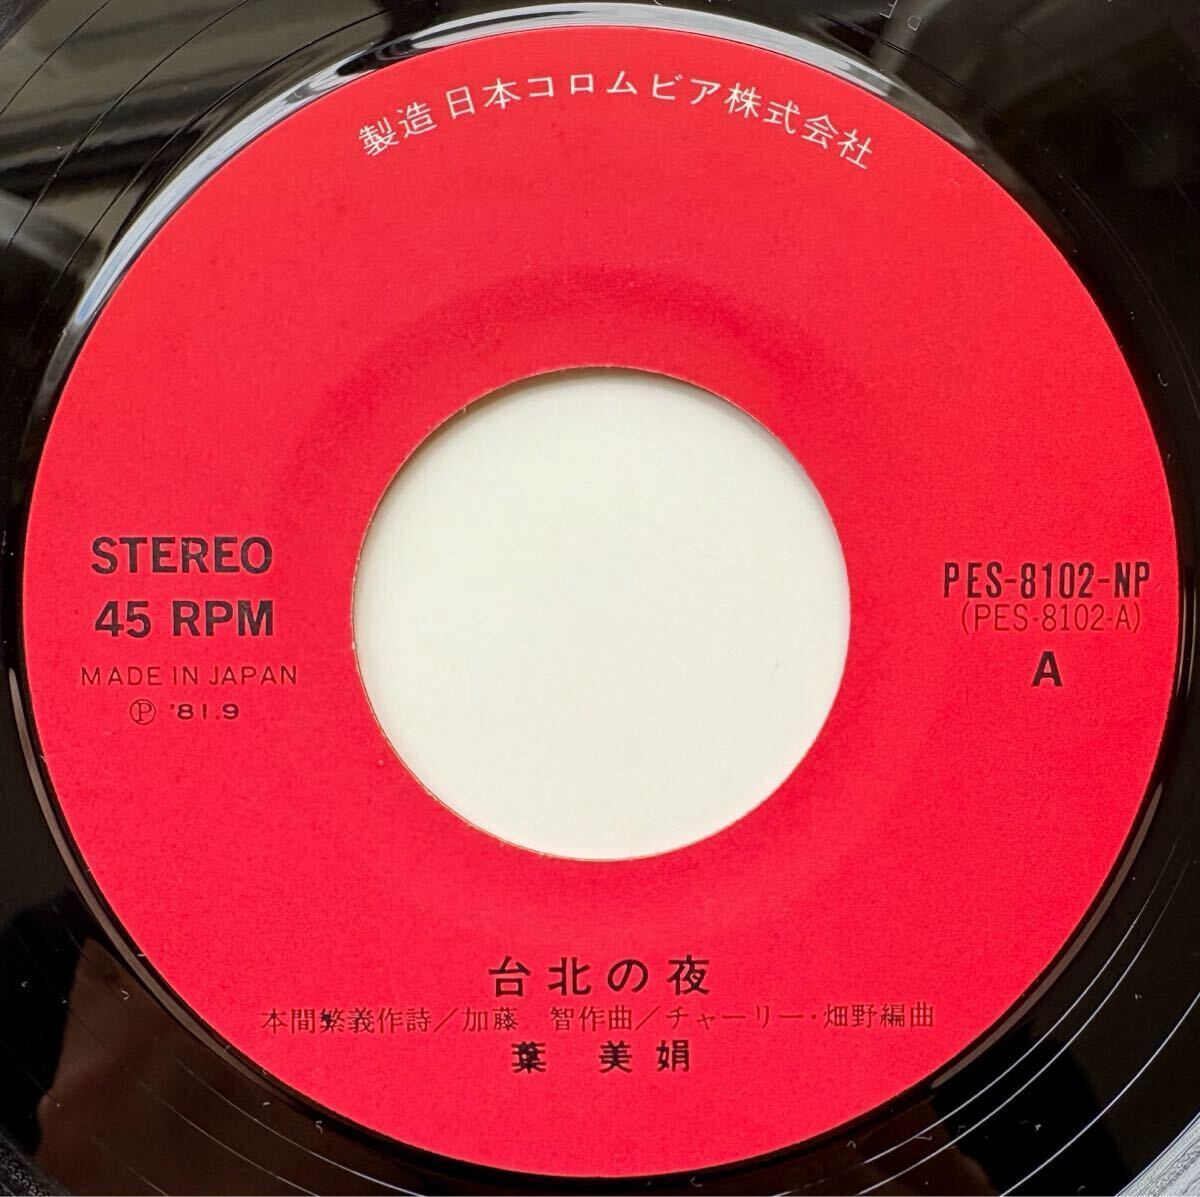 製造 日本コロムビア株式会社
STEREO
45 RPM
MADE IN JAPAN
Ⓟ '81.9
PES-8102-NP
(PES-8102-A)
A
台北の夜
本間繁義作詩/加藤 智作曲/チャーリー・畑野編曲
葉 美娟